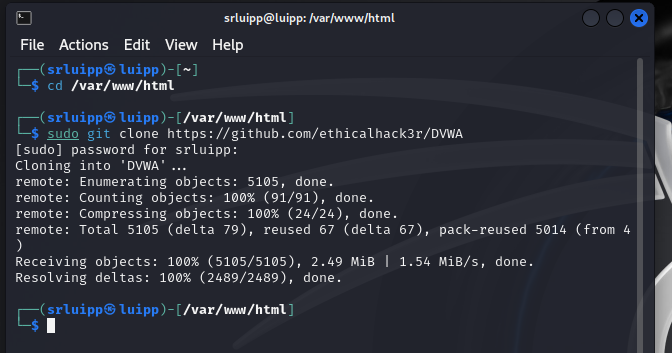 srluipp@luipp: /var/www/html
File Actions Edit View Help
┌──(srluipp㉿luipp)-[~]
└─$ cd /var/www/html
┌──(srluipp㉿luipp)-[/var/www/html]
└─$ sudo git clone https://github.com/ethicalhack3r/DVWA
[sudo] password for srluipp:
Cloning into 'DVWA'...
remote: Enumerating objects: 5105, done.
remote: Counting objects: 100% (91/91), done.
remote: Compressing objects: 100% (24/24), done.
remote: Total 5105 (delta 79), reused 67 (delta 67), pack-reused 5014 (from 4
)
Receiving objects: 100% (5105/5105), 2.49 MiB | 1.54 MiB/s, done.
Resolving deltas: 100% (2489/2489), done.
┌──(srluipp㉿luipp)-[/var/www/html]
└─$